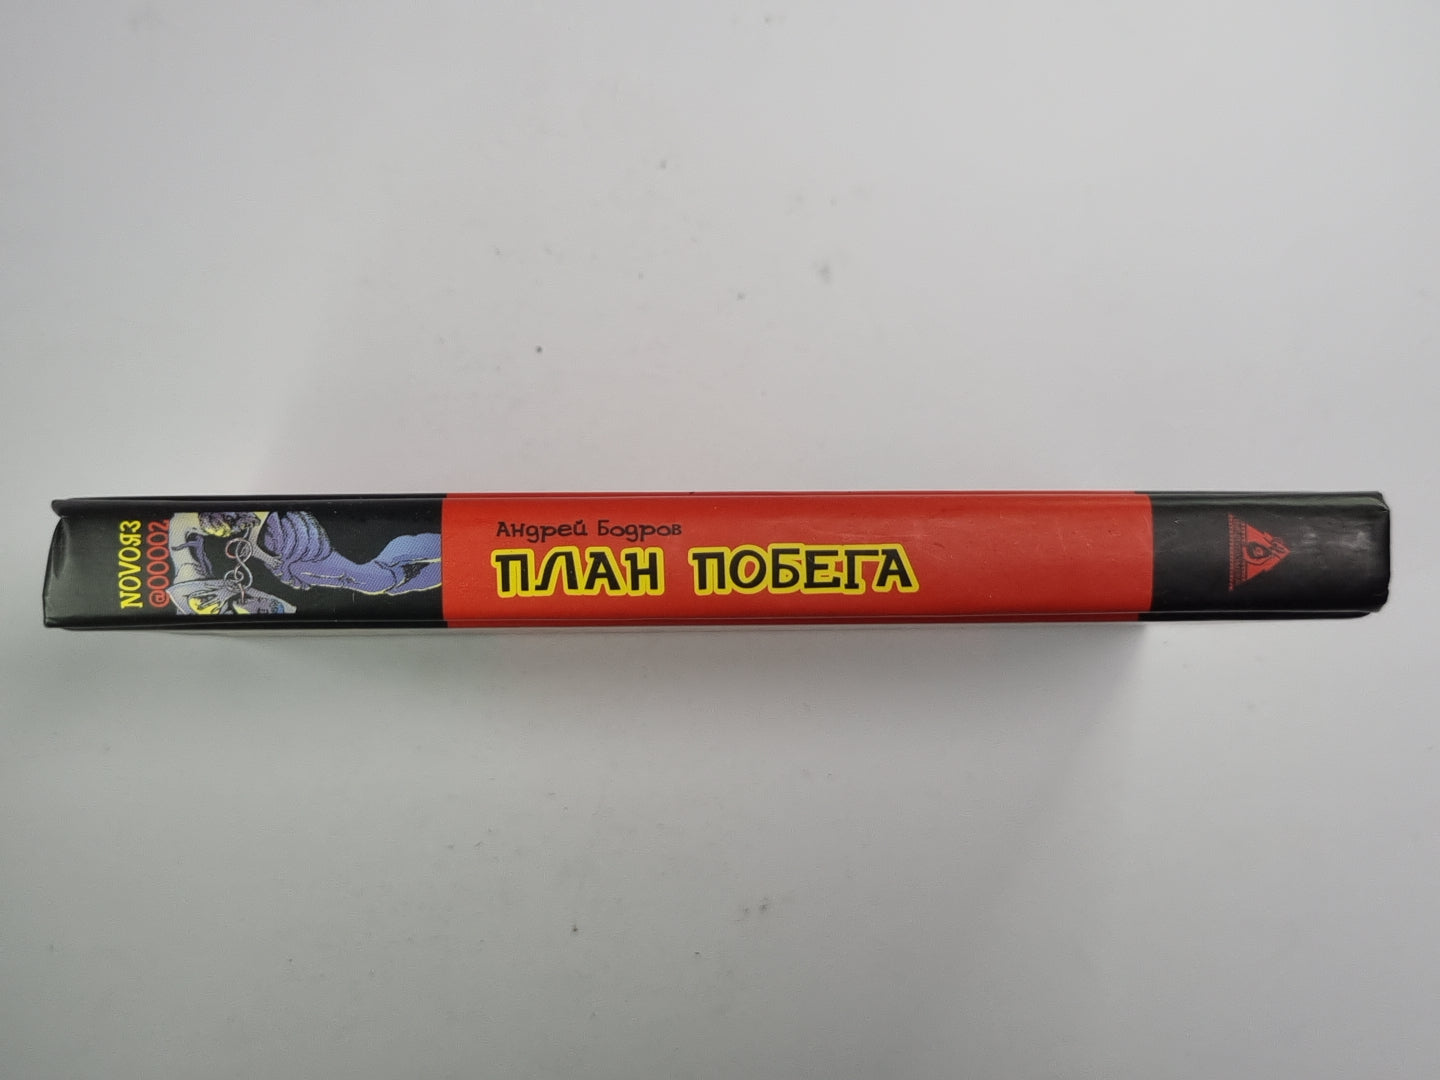 NOVOЯЗ
@00002
Андрей Бодров
ПЛАН ПОБЕГА